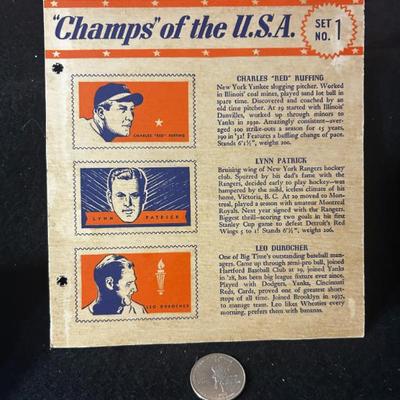 "Champs" of the U.S.A.
SET
NO. 1
CHARLES "RED" RUFFING
New York Yankee slugging pitcher. Worked
in Illinois' coal mines, played sand lot ball in
spare time. Discovered and coached by an
old time pitcher. At 19 started with Illinois'
Danvilles, worked up through minors to
Yanks in 1930. Amazingly consistent—aver-
aged 100 strike-outs a season for 15 years,
190 in '32! Features a baffling change of pace.
Stands 6'1½", weighs 200.
CHARLES "RED" RUFFING
LYNN PATRICK
Bruising wing of New York Rangers hockey
club. Spurred by his dad's fame with the
Rangers, decided early to play hockey—was
hampered by the mild, iceless climate of his
home, Victoria, B. C. At 20 moved to Mont-
real, played a season with amateur Montreal
Royals. Next year signed with the Rangers.
Biggest thrill—scoring two goals in his first
Stanley Cup game to defeat Detroit's Red
Wings 5 to 1! Stands 6'½", weighs 206.
LYNN PATRICK
LEO DUROCHER
One of Big Time's outstanding baseball man-
agers. Came up through semi-pro ball, joined
Hartford Baseball Club at 19, joined Yanks
in '28, has been big league fixture ever since.
Played with Dodgers, Yanks, Cincinnati
Reds, Cards, proved one of greatest short-
stops of all time. Joined Brooklyn in 1937,
to manage team. Leo likes Wheaties every
morning, prefers them with bananas.
LEO DUROCHER